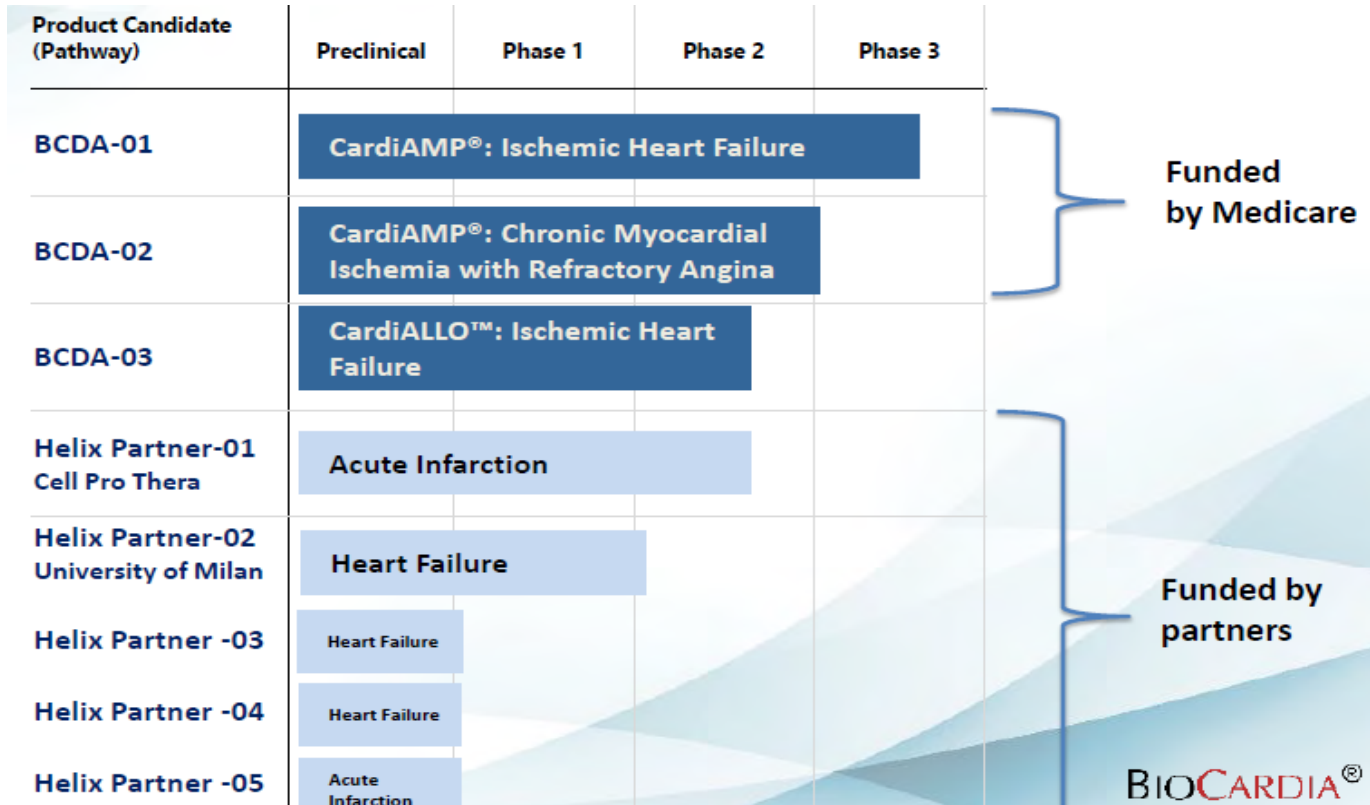 Product Candidate
(Pathway)
Preclinical
Phase 1
Phase 2
Phase 3
BCDA-01
CardiAMP®: Ischemic Heart Failure
BCDA-02
CardiAMP®: Chronic Myocardial
Ischemia with Refractory Angina
Funded
by Medicare
BCDA-03
CardiALLO™: Ischemic Heart
Failure
Helix Partner-01
Cell Pro Thera
Acute Infarction
Helix Partner-02
University of Milan
Heart Failure
Helix Partner -03
Heart Failure
Funded by
partners
Helix Partner -04
Heart Failure
Helix Partner -05
Acute
Infarction
BIOCARDIA®